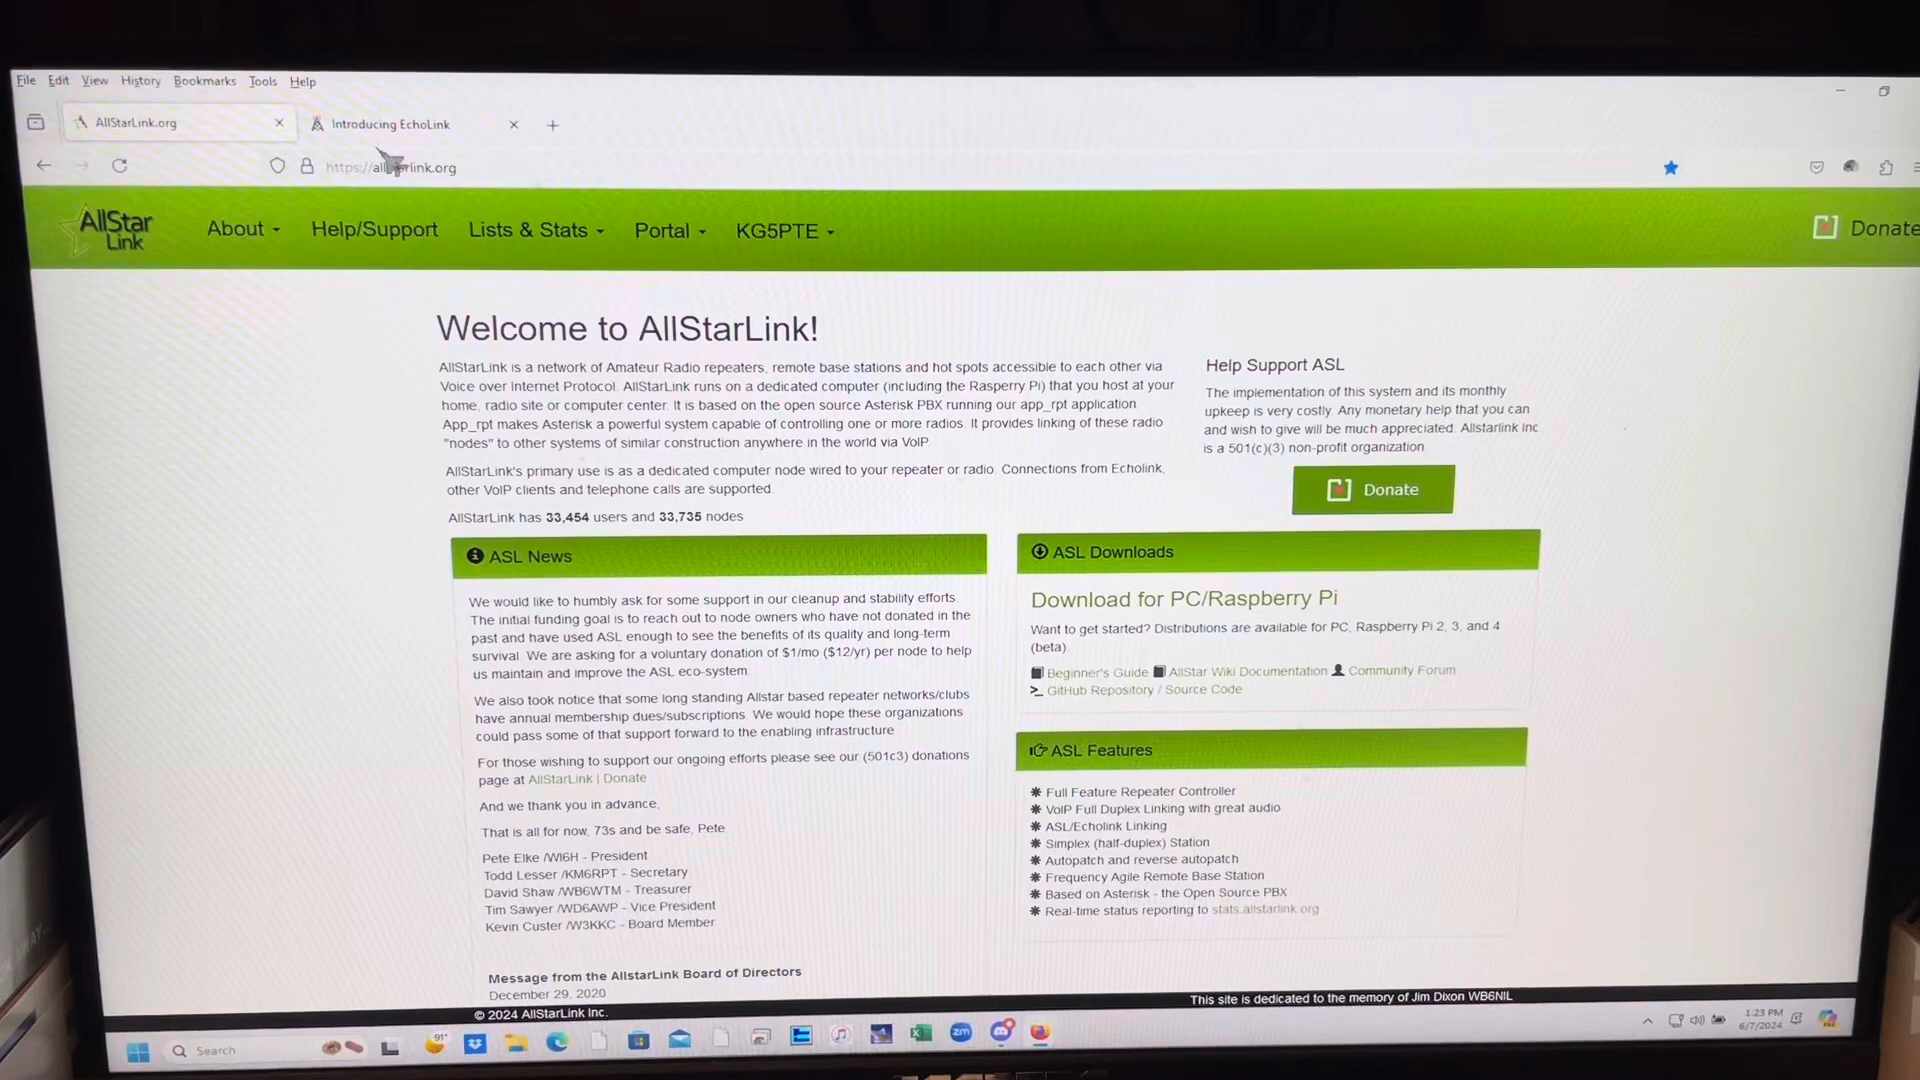 File Edit View History Bookmarks Tools Help
AllStarLink.org
Introducing EchoLink
AllStar Link
About
Help/Support
Lists & Stats
Portal
KG5PTE
Donate
Welcome to AllStarLink!
AllStarLink is a network of Amateur Radio repeaters, remote base stations and hot spots accessible to each other via
Voice over Internet Protocol. AllStarLink runs on a dedicated computer (including the Rasperry Pi) that you host at your
home, radio site or computer center. It is based on the open source Asterisk PBX running our app_rpt application.
App_rpt makes Asterisk a powerful system capable of controlling one or more radios. It provides linking of these radio
"nodes" to other systems of similar construction anywhere in the world via VoIP.
AllStarLink's primary use is as a dedicated computer node wired to your repeater or radio. Connections from Echolink,
other VoIP clients and telephone calls are supported.
AllStarLink has 33,454 users and 33,735 nodes
Help Support ASL
The implementation of this system and its monthly
upkeep is very costly. Any monetary help that you can
and wish to give will be much appreciated. Allstarlink Inc
is a 501(c)(3) non-profit organization
Donate
ASL News
We would like to humbly ask for some support in our cleanup and stability efforts.
The initial funding goal is to reach out to node owners who have not donated in the
past and have used ASL enough to see the benefits of its quality and long-term
survival. We are asking for a voluntary donation of $1/mo ($12/yr) per node to help
us maintain and improve the ASL eco-system.
We also took notice that some long standing Allstar based repeater networks/clubs
have annual membership dues/subscriptions. We would hope these organizations
could pass some of that support forward to the enabling infrastructure
For those wishing to support our ongoing efforts please see our (501c3) donations
page at AllStarLink | Donate
And we thank you in advance,
That is all for now, 73s and be safe, Pete
Pete Elke /WI6H - President
Todd Lesser /KM6RPT - Secretary
David Shaw /WB6WTM - Treasurer
Tim Sawyer /WD6AWP - Vice President
Kevin Custer /W3KKC - Board Member
Message from the AllstarLink Board of Directors
December 29, 2020
ASL Downloads
Download for PC/Raspberry Pi
Want to get started? Distributions are available for PC, Raspberry Pi 2, 3, and 4
(beta).
Beginner's Guide AllStar Wiki Documentation Community Forum
GitHub Repository / Source Code
ASL Features
Full Feature Repeater Controller
VoIP Full Duplex Linking with great audio
ASL/Echolink Linking
Simplex (half-duplex) Station
Autopatch and reverse autopatch
Frequency Agile Remote Base Station
Based on Asterisk - the Open Source PBX
Real-time status reporting to stats.allstarlink.org
© 2024 AllStarLink Inc.
This site is dedicated to the memory of Jim Dixon WB6NIL
Search
91°
zm
1:23 PM
6/7/2024